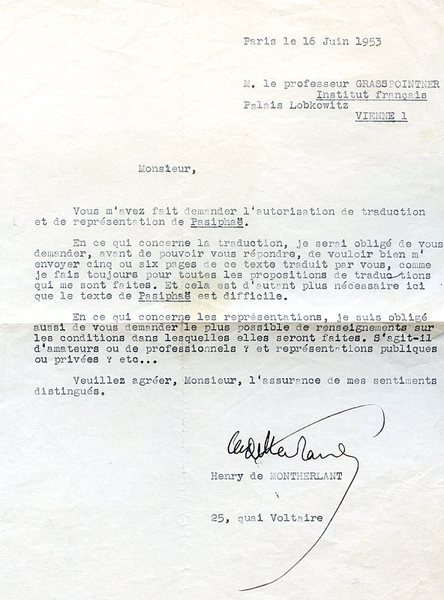 Paris le 16 Juin 1953
M. le professeur GRASSPOINTNER
Institut français
Palais Lobkowitz
VIENNE 1
Monsieur,
Vous m'avez fait demander l'autorisation de traduction
et de représentation de Pasiphaë.
En ce qui concerne la traduction, je serai obligé de vous
demander, avant de pouvoir vous répondre, de vouloir bien m'
envoyer cinq ou six pages de ce texte traduit par vous, comme
je fais toujours pour toutes les propositions de traductions
qui me sont faites. Et cela est d'autant plus nécessaire ici
que le texte de Pasiphaë est difficile.
En ce qui concerne les représentations, je suis obligé
aussi de vous demander le plus possible de renseignements sur
les conditions dans lesquelles elles seront faites. S'agit-il
d'amateurs ou de professionnels ? et représentations publiques
ou privées ? etc...
Veuillez agréer, Monsieur, l'assurance de mes sentiments
distingués.
Henry de MONTHERLANT
25, quai Voltaire